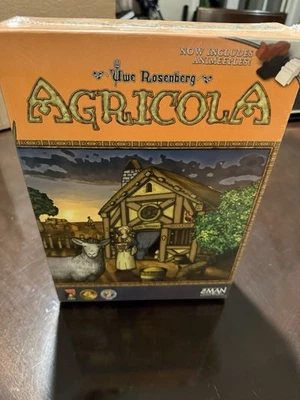 NOW INCLUDES
ANIMEEPLES!
Uwe Rosenberg
AGRICOLA
Z-MAN